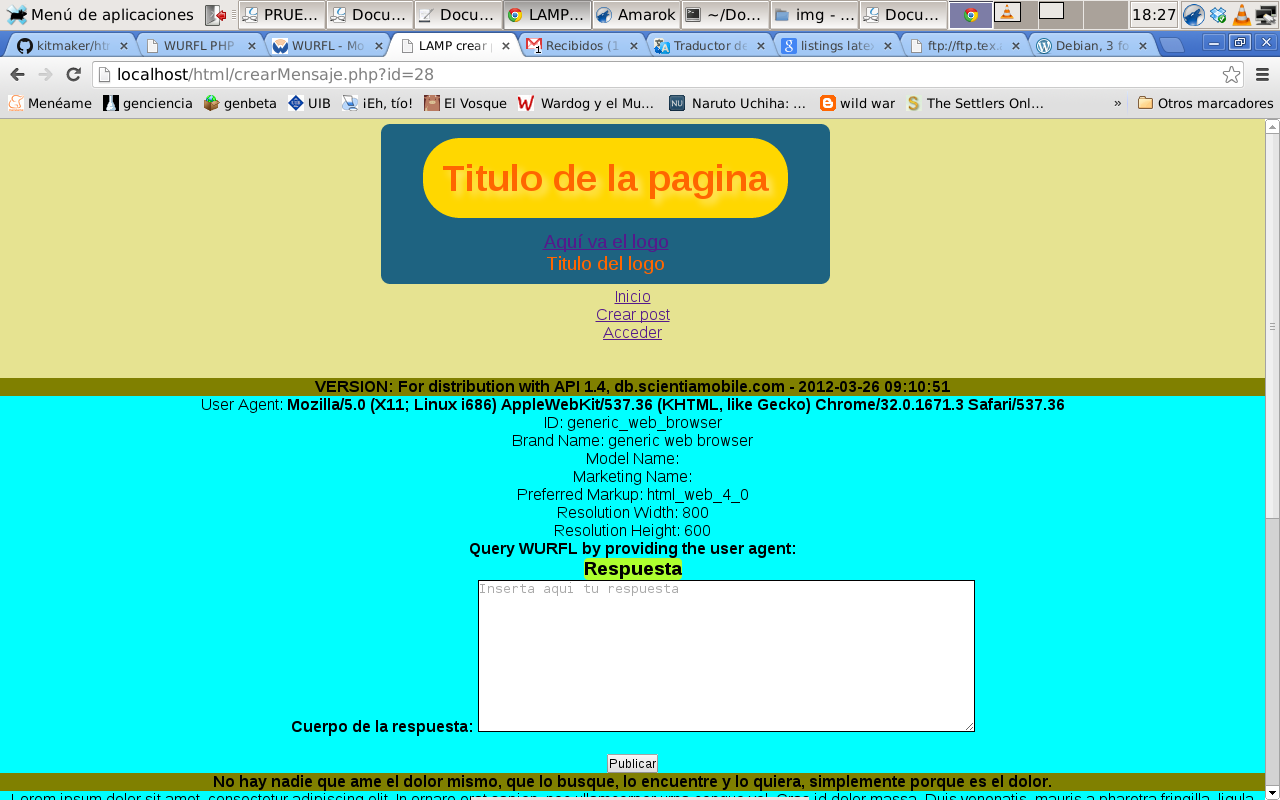 Menú de aplicaciones PRUE... Docu... Docu... LAMP... Amarok ~/Do... img - ... Docu... 18:27
kitmaker/ht WURFL PHP WURFL - Mo LAMP crear Recibidos (1 Traductor de listings latex ftp://ftp.tex. Debian, 3 fo
localhost/html/crearMensaje.php?id=28
Menéame genciencia genbeta UIB ¡Eh, tío! El Vosque Wardog y el Mu... Naruto Uchiha: ... wild war The Settlers Onl... » Otros marcadores
Titulo de la pagina
Aquí va el logo
Titulo del logo
Inicio
Crear post
Acceder
VERSION: For distribution with API 1.4, db.scientiamobile.com - 2012-03-26 09:10:51
User Agent: Mozilla/5.0 (X11; Linux i686) AppleWebKit/537.36 (KHTML, like Gecko) Chrome/32.0.1671.3 Safari/537.36
ID: generic_web_browser
Brand Name: generic web browser
Model Name:
Marketing Name:
Preferred Markup: html_web_4_0
Resolution Width: 800
Resolution Height: 600
Query WURFL by providing the user agent:
Respuesta
Inserta aqui tu respuesta
Cuerpo de la respuesta:
Publicar
No hay nadie que ame el dolor mismo, que lo busque, lo encuentre y lo quiera, simplemente porque es el dolor.
Lorem ipsum dolor sit amet, consectetur adipiscing elit. In ornare erat sapien, nec ullamcorper urna congue vel. Cras id dolor massa. Duis venenatis, mauris a pharetra fringilla, ligula